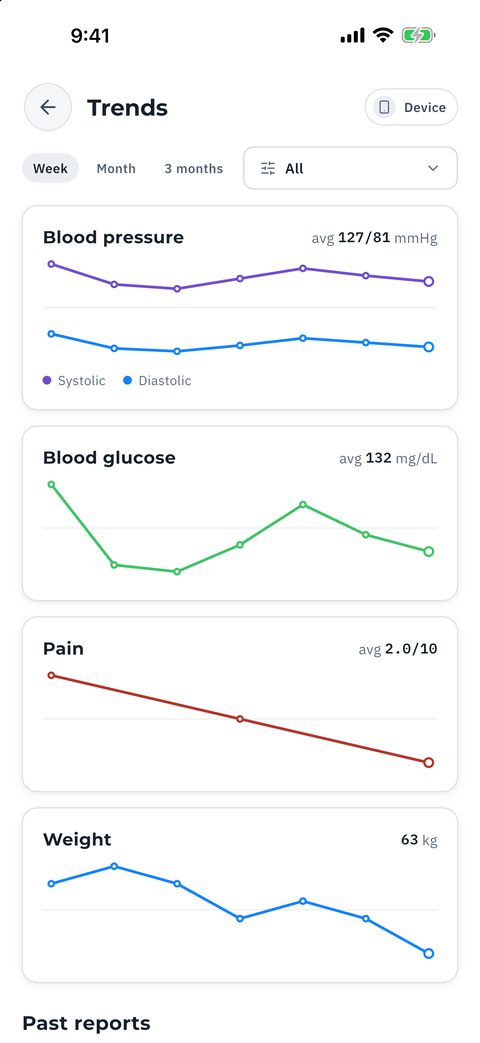 9:41
Trends
Device
Week Month 3 months All
Blood pressure avg 127/81 mmHg
Systolic Diastolic
Blood glucose avg 132 mg/dL
Pain avg 2.0/10
Weight 63 kg
Past reports